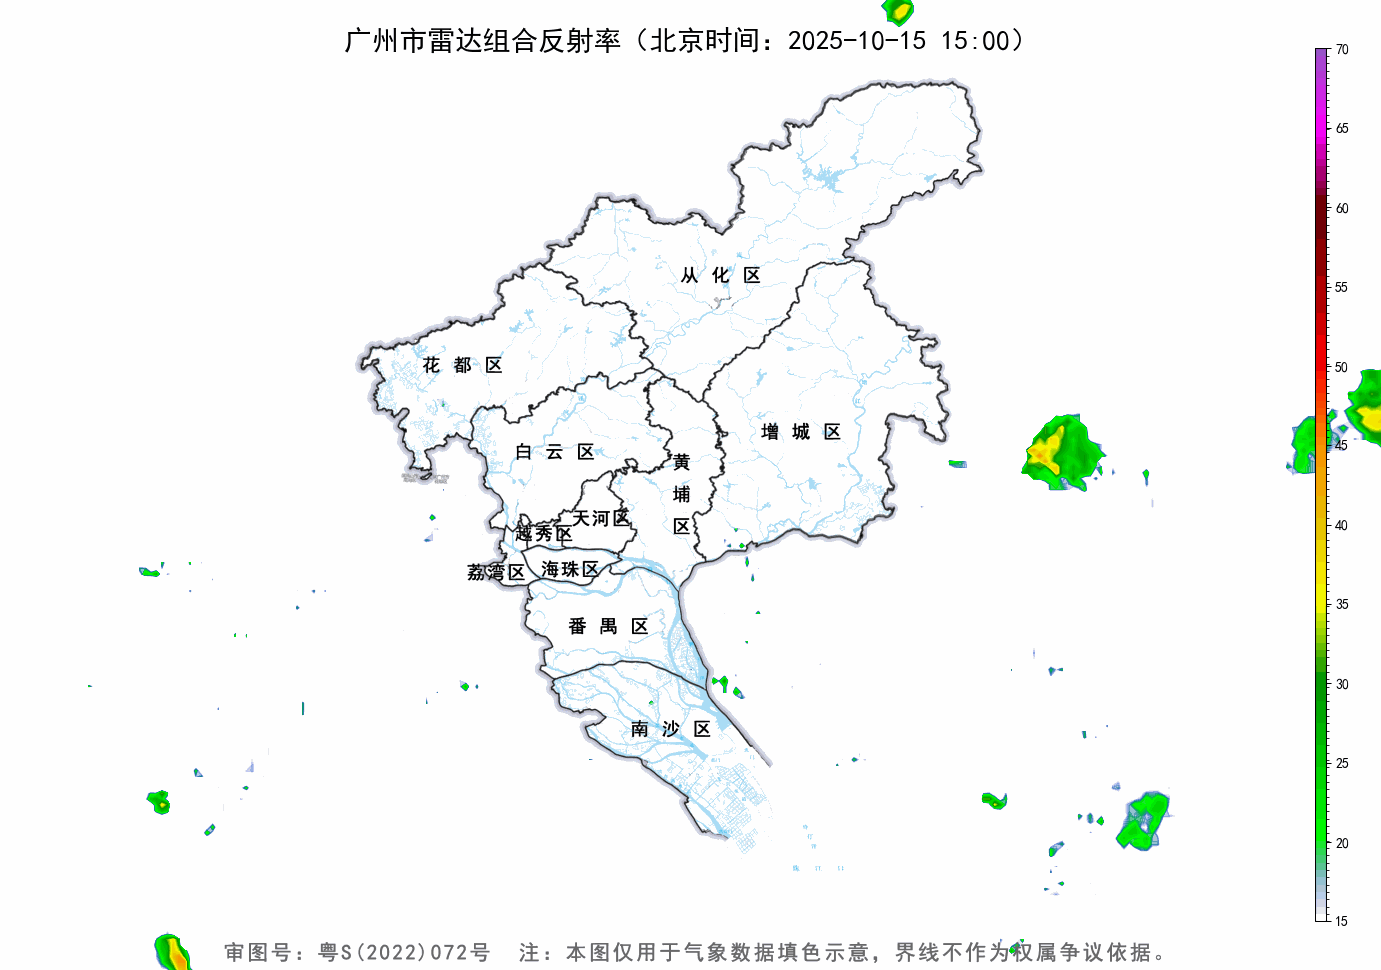 广州市雷达组合反射率（北京时间：2025-10-15 15:00）
70
65
60
55
50
45
40
35
30
25
20
15
从化区
花都区
增城区
白云区
黄埔区
天河区
越秀区
荔湾区
海珠区
番禺区
南沙区
审图号：粤S(2022)072号 注：本图仅用于气象数据填色示意，界线不作为权属争议依据。